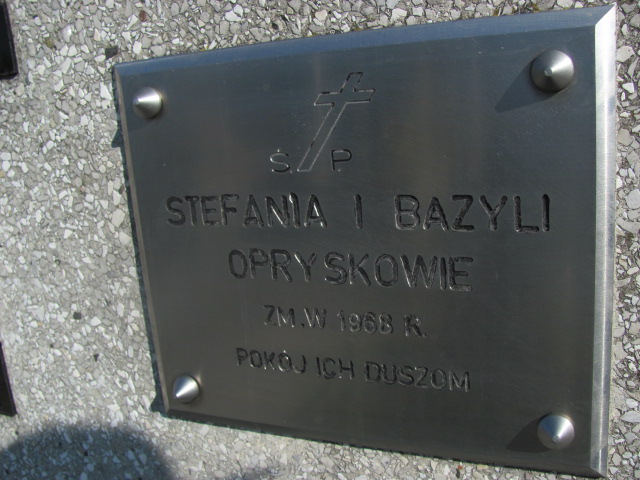 Ś P
STEFANIA I BAZYLI
OPRYSKOWIE
ZM. W 1968 R.
POKÓJ ICH DUSZOM